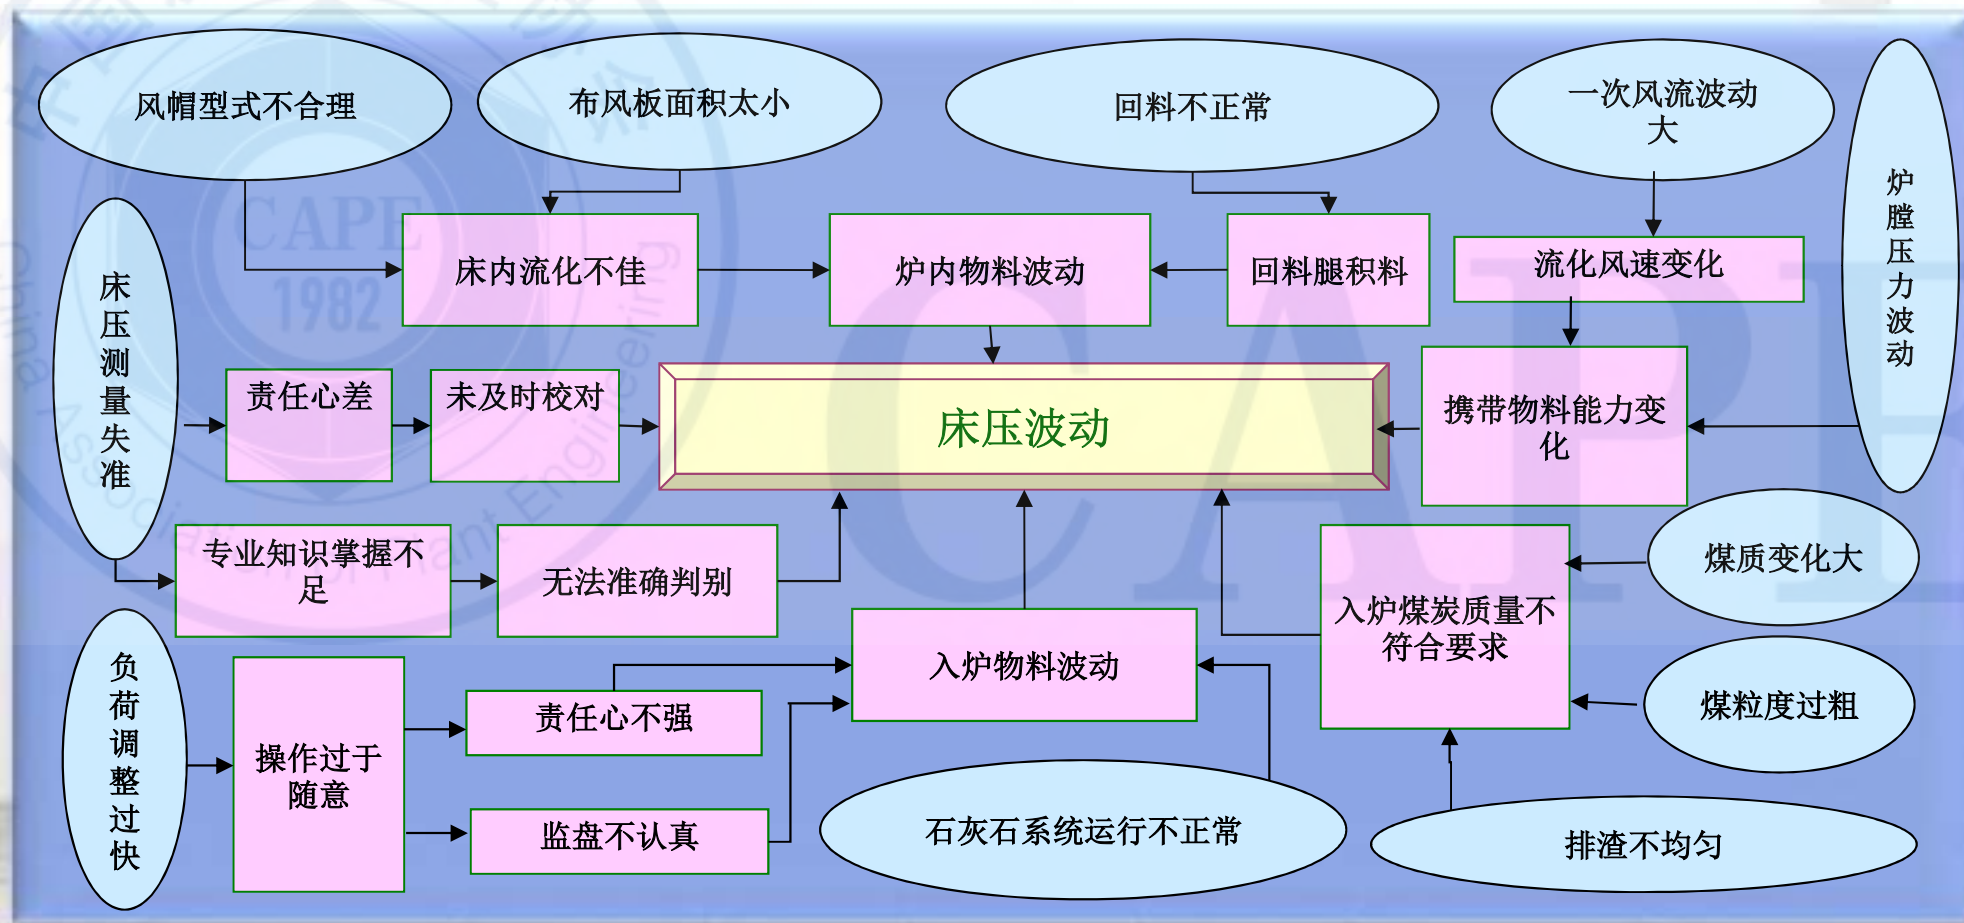 风帽型式不合理
布风板面积太小
回料不正常
一次风流波动
大
炉膛压力波动
床压测量失准
床内流化不佳
炉内物料波动
回料腿积料
流化风速变化
责任心差
未及时校对
床压波动
携带物料能力变
化
专业知识掌握不
足
无法准确判别
入炉煤炭质量不
符合要求
煤质变化大
煤粒度过粗
负荷调整过快
操作过于
随意
责任心不强
监盘不认真
入炉物料波动
石灰石系统运行不正常
排渣不均匀
CAPE
1982
China Association of Plant Engineering
CAPE